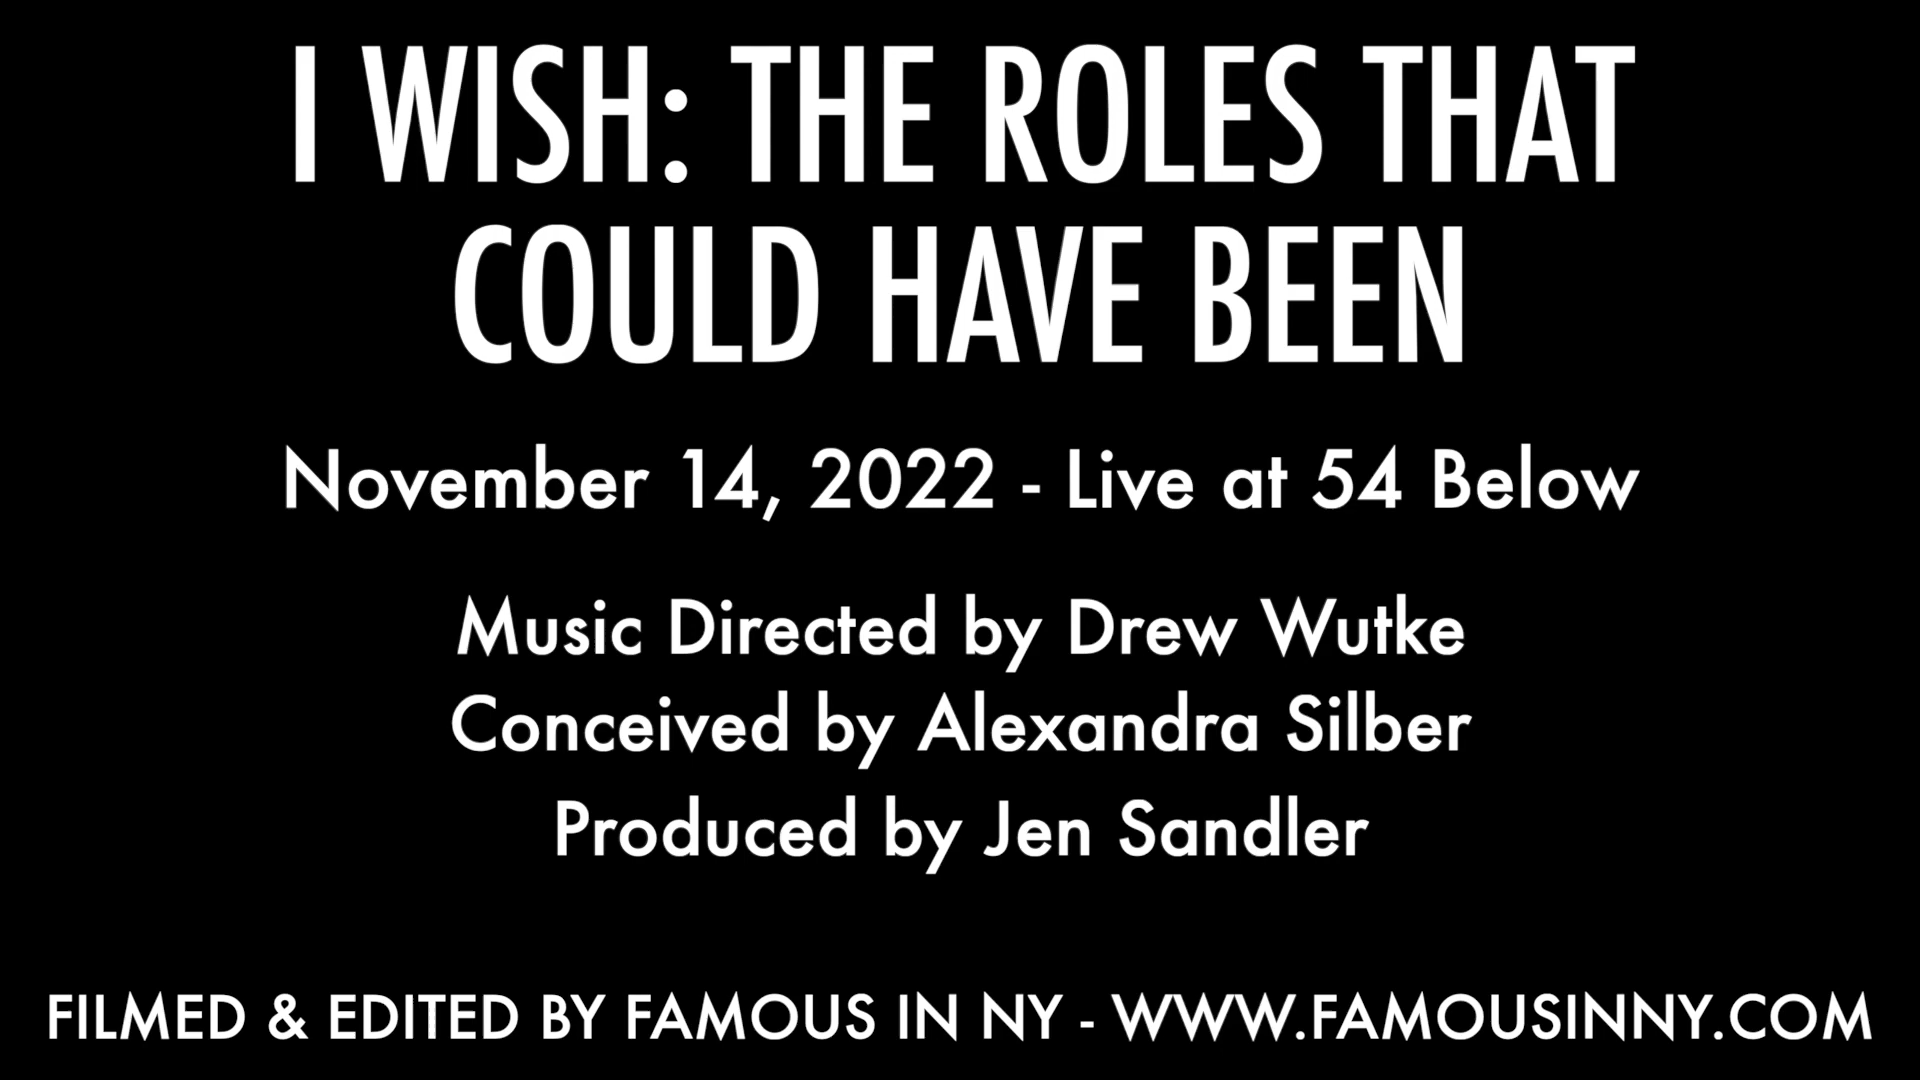 I WISH: THE ROLES THAT
COULD HAVE BEEN
November 14, 2022 - Live at 54 Below
Music Directed by Drew Wutke
Conceived by Alexandra Silber
Produced by Jen Sandler
FILMED & EDITED BY FAMOUS IN NY - WWW.FAMOUSINNY.COM